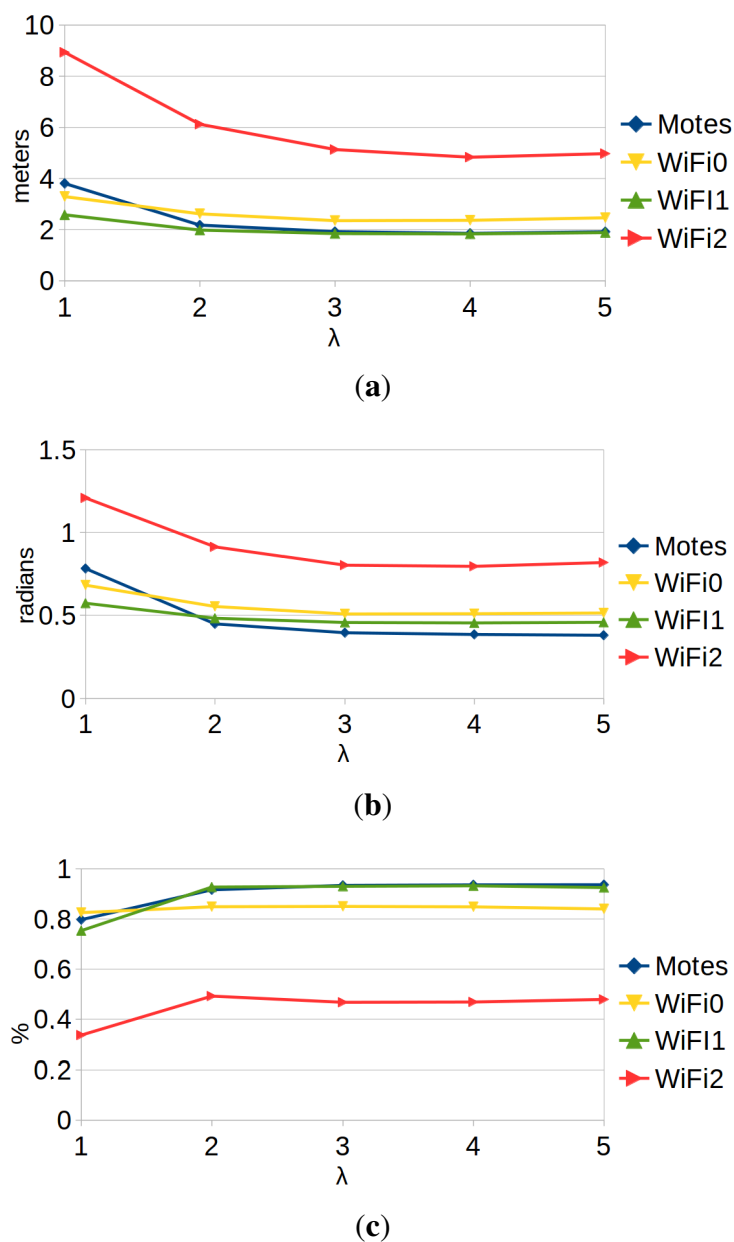 10
8
6
4
2
0
meters
1 2 3 4 5
λ
Motes
WiFi0
WiFI1
WiFi2
(a)
1.5
1
0.5
0
radians
1 2 3 4 5
λ
Motes
WiFi0
WiFI1
WiFi2
(b)
1
0.8
0.6
0.4
0.2
0
%
1 2 3 4 5
λ
Motes
WiFi0
WiFI1
WiFi2
(c)